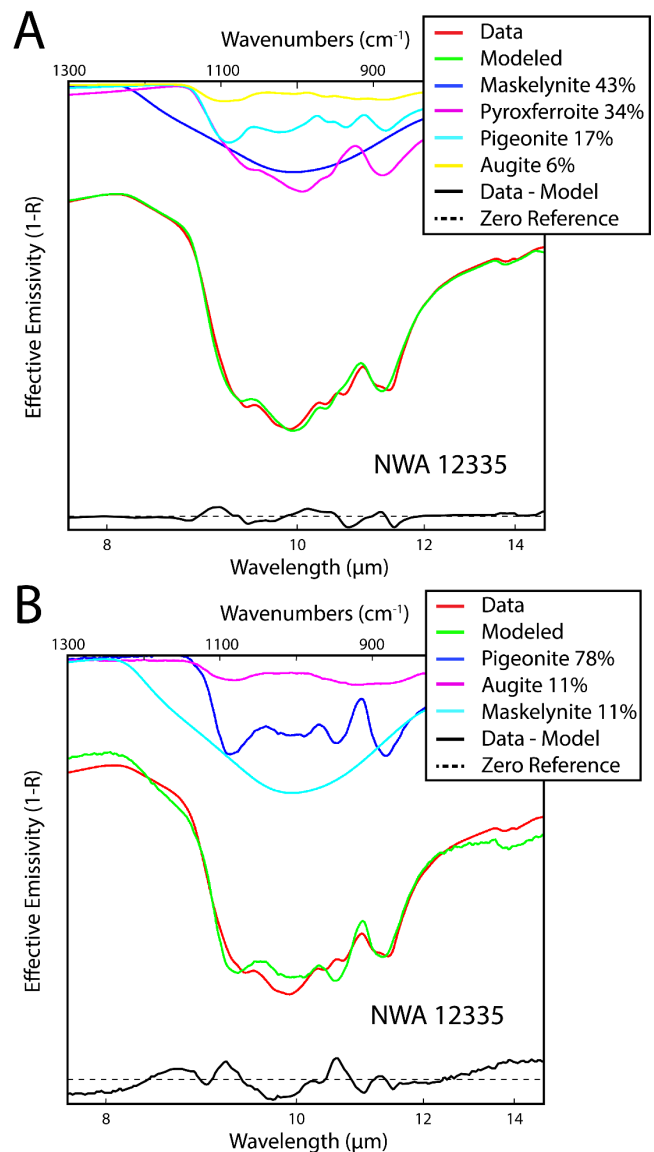 A
Wavenumbers (cm⁻¹)
1300
1100
900
Data
Modeled
Maskelynite 43%
Pyroxferroite 34%
Pigeonite 17%
Augite 6%
Data - Model
Zero Reference
Effective Emissivity (1-R)
NWA 12335
8
10
12
14
Wavelength (µm)
B
Wavenumbers (cm⁻¹)
1300
1100
900
Data
Modeled
Pigeonite 78%
Augite 11%
Maskelynite 11%
Data - Model
Zero Reference
Effective Emissivity (1-R)
NWA 12335
8
10
12
14
Wavelength (µm)